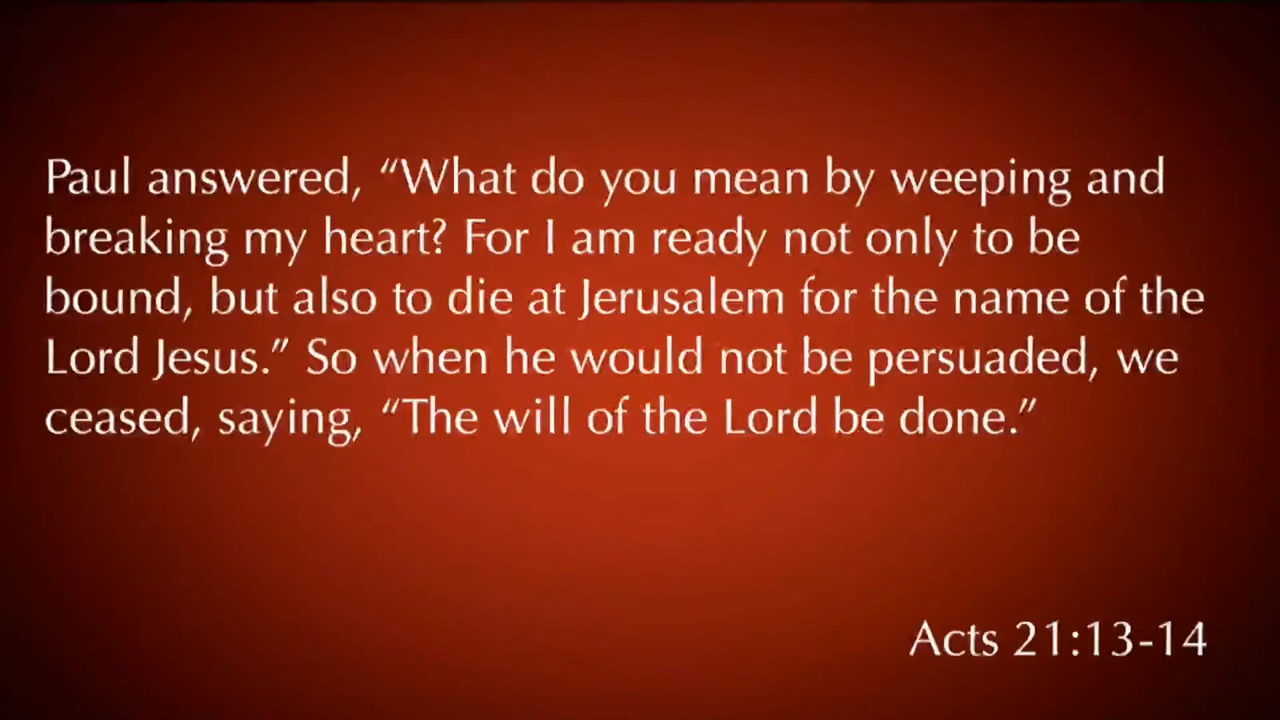 Paul answered, “What do you mean by weeping and
breaking my heart? For I am ready not only to be
bound, but also to die at Jerusalem for the name of the
Lord Jesus.” So when he would not be persuaded, we
ceased, saying, “The will of the Lord be done.”
Acts 21:13-14